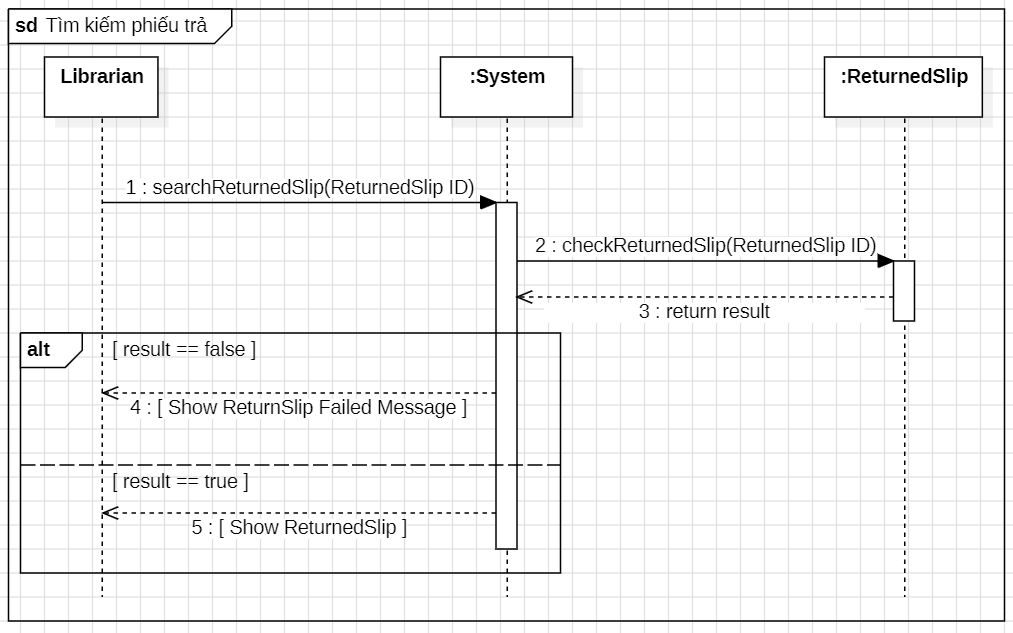 sd Tìm kiếm phiếu trả
Librarian
:System
:ReturnedSlip
1 : searchReturnedSlip(ReturnedSlip ID)
2 : checkReturnedSlip(ReturnedSlip ID)
3 : return result
alt
[ result == false ]
4 : [ Show ReturnSlip Failed Message ]
[ result == true ]
5 : [ Show ReturnedSlip ]